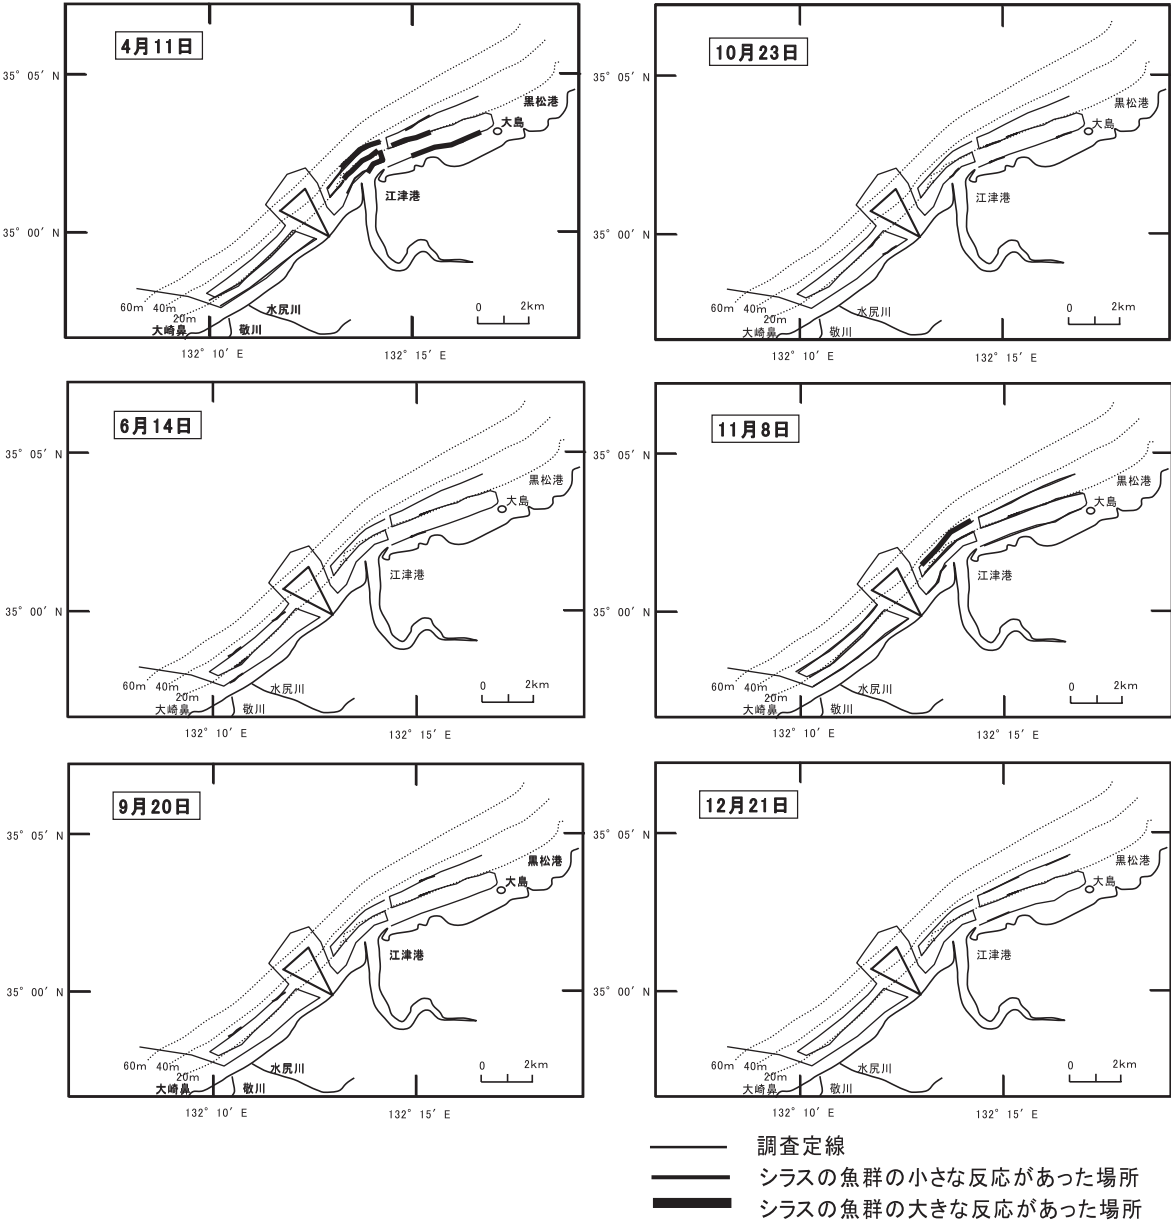 4月11日
35° 05′ N
黒松港
大島
江津港
35° 00′ N
60m 40m 20m
水尻川
大崎鼻 敬川
0 2km
132° 10′ E 132° 15′ E
10月23日
35° 05′ N
黒松港
大島
江津港
35° 00′ N
60m 40m 20m
水尻川
大崎鼻 敬川
0 2km
132° 10′ E 132° 15′ E
6月14日
35° 05′ N
黒松港
大島
江津港
35° 00′ N
60m 40m 20m
水尻川
大崎鼻 敬川
0 2km
132° 10′ E 132° 15′ E
11月8日
35° 05′ N
黒松港
大島
江津港
35° 00′ N
60m 40m 20m
水尻川
大崎鼻 敬川
0 2km
132° 10′ E 132° 15′ E
9月20日
35° 05′ N
黒松港
大島
江津港
35° 00′ N
60m 40m 20m
水尻川
大崎鼻 敬川
0 2km
132° 10′ E 132° 15′ E
12月21日
35° 05′ N
黒松港
大島
江津港
35° 00′ N
60m 40m 20m
水尻川
大崎鼻 敬川
0 2km
132° 10′ E 132° 15′ E
調査定線
シラスの魚群の小さな反応があった場所
シラスの魚群の大きな反応があった場所